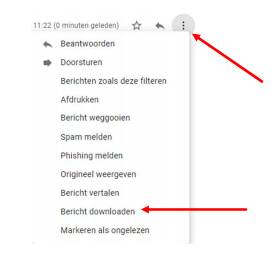 11:22 (0 minuten geleden)
Beantwoorden
Doorsturen
Berichten zoals deze filteren
Afdrukken
Bericht weggooien
Spam melden
Phishing melden
Origineel weergeven
Bericht vertalen
Bericht downloaden
Markeren als ongelezen